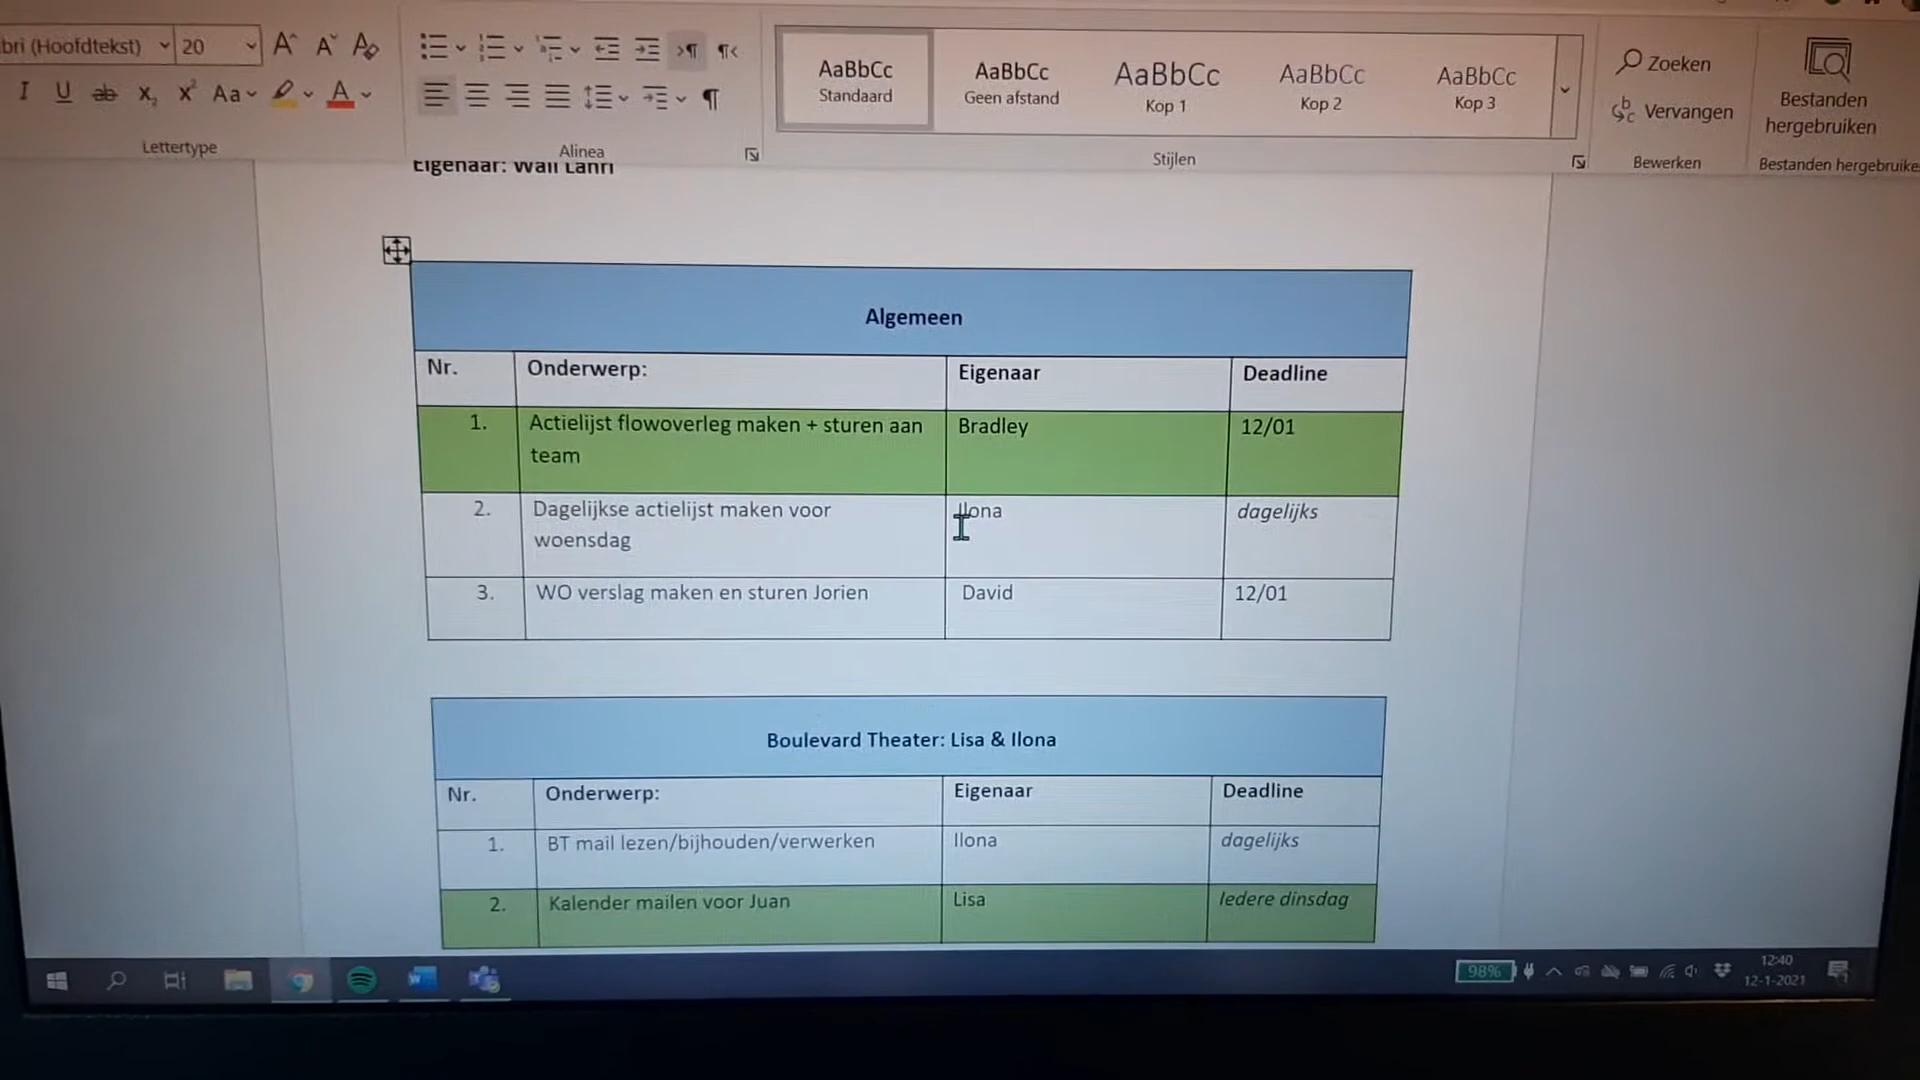 bri (Hoofdtekst) 20
Lettertype
Alinea
AaBbCc
Standaard
AaBbCc
Geen afstand
AaBbCc
Kop 1
AaBbCc
Kop 2
AaBbCc
Kop 3
Stijlen
Zoeken
Vervangen
Bewerken
Bestanden
hergebruiken
Bestanden hergebruike
Eigenaar:
Algemeen
Nr. Onderwerp: Eigenaar Deadline
1. Actielijst flowoverleg maken + sturen aan team Bradley 12/01
2. Dagelijkse actielijst maken voor woensdag Ilona dagelijks
3. WO verslag maken en sturen Jorien David 12/01
Boulevard Theater: Lisa & Ilona
Nr. Onderwerp: Eigenaar Deadline
1. BT mail lezen/bijhouden/verwerken Ilona dagelijks
2. Kalender mailen voor Juan Lisa Iedere dinsdag
98%
12:40
12-1-2021